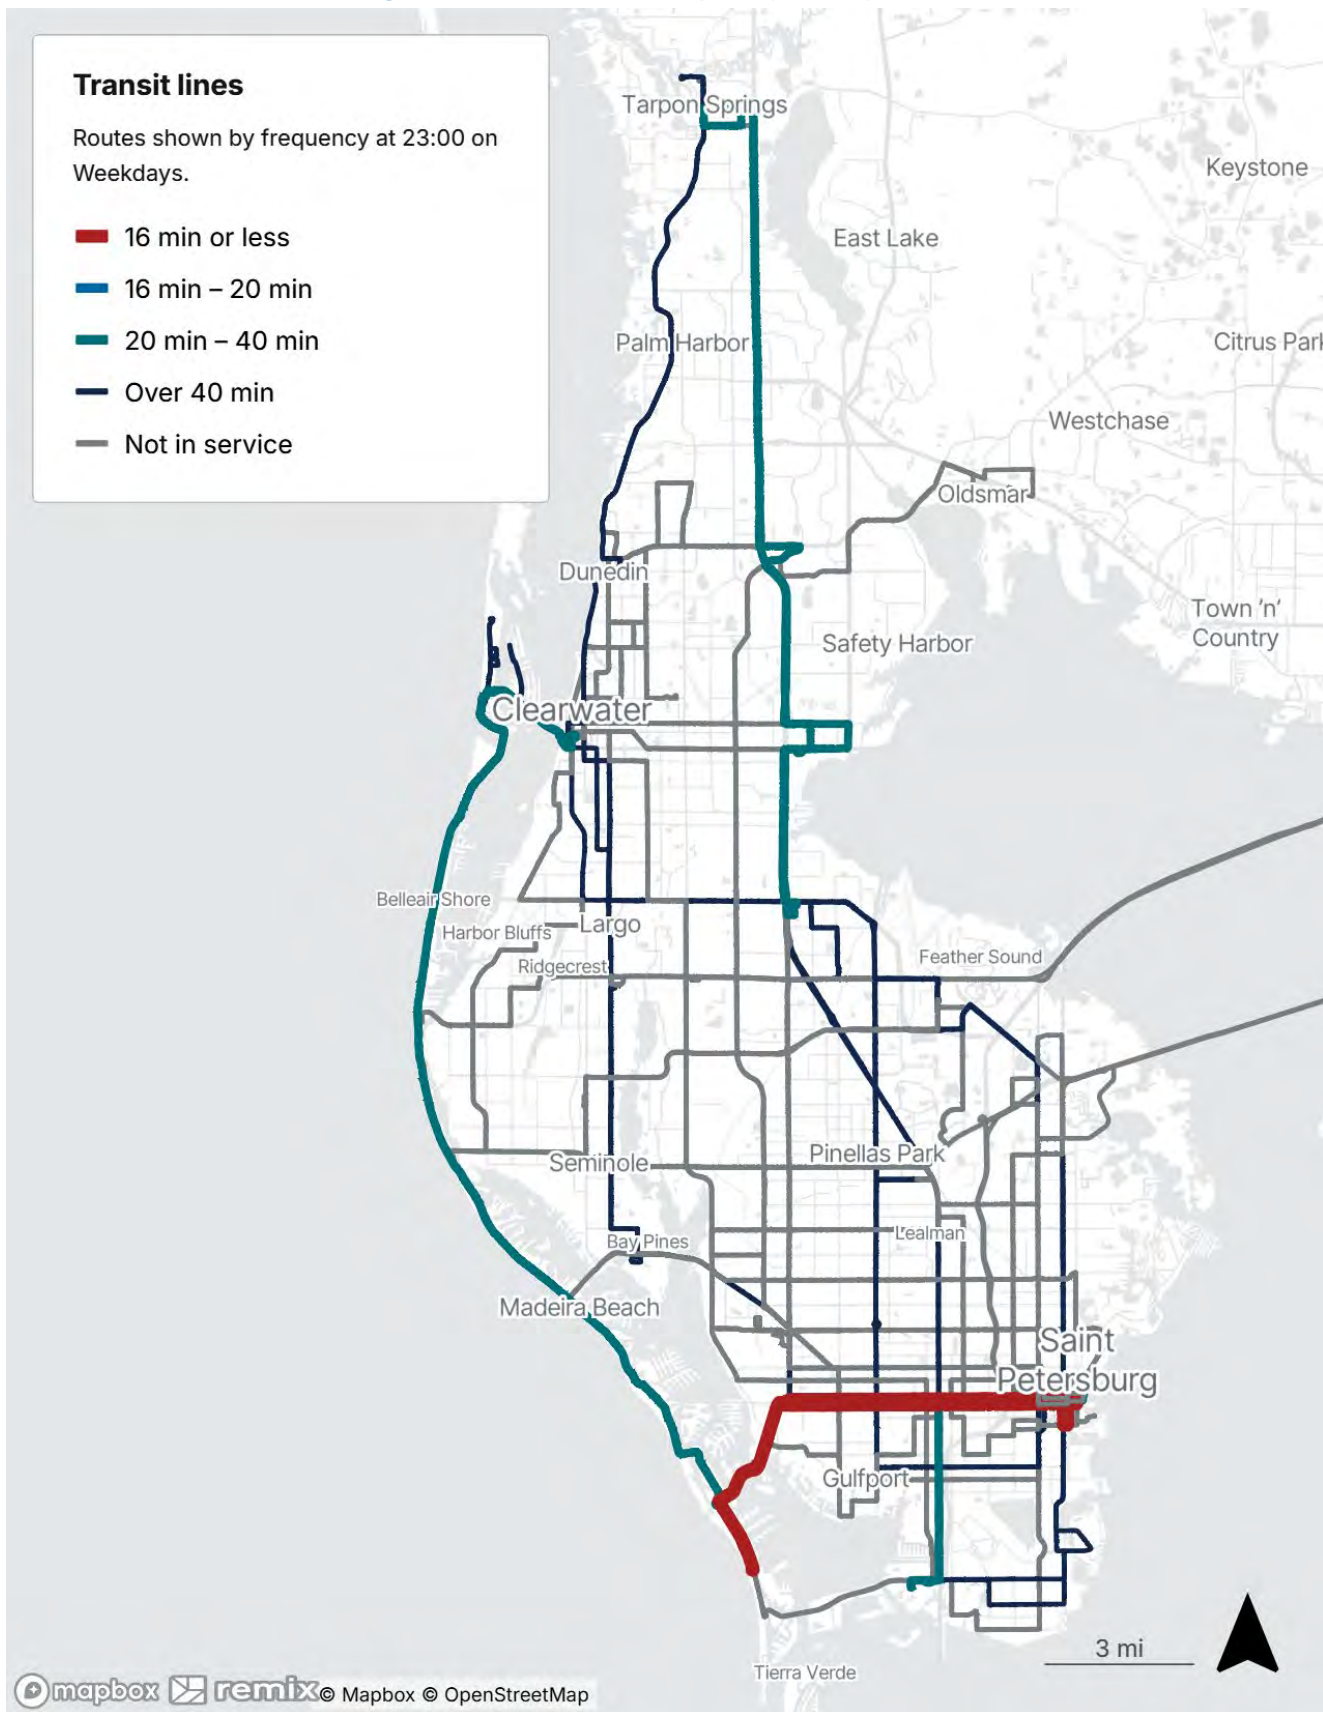 Transit lines
Routes shown by frequency at 23:00 on
Weekdays.
16 min or less
16 min – 20 min
20 min – 40 min
Over 40 min
Not in service
Tarpon Springs
Keystone
East Lake
Palm Harbor
Citrus Park
Westchase
Oldsmar
Dunedin
Town 'n'
Country
Safety Harbor
Clearwater
Belleair Shore
Largo
Harbor Bluffs
Ridgecrest
Feather Sound
Pinellas Park
Seminole
Lealman
Bay Pines
Madeira Beach
Saint
Petersburg
Gulfport
3 mi
Tierra Verde
mapbox remix © Mapbox © OpenStreetMap